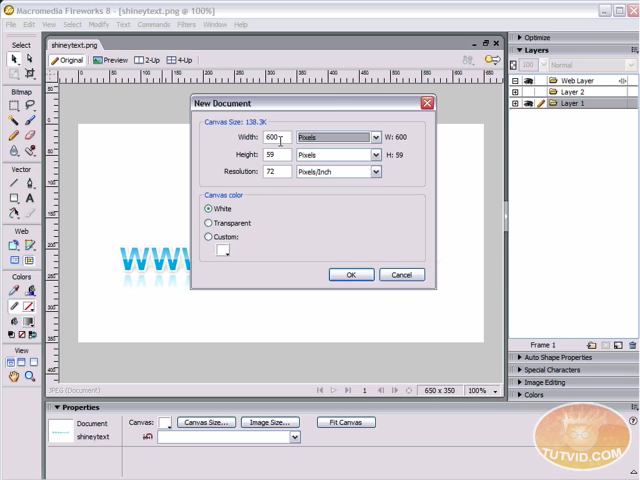 Macromedia Fireworks 8 - [shineytext.png @ 100%]
File Edit View Select Modify Text Commands Filters Window Help
Select
Bitmap
Vector
Web
Colors
View
shineytext.png
Original Preview 2-Up 4-Up
New Document
Canvas Size: 138.3K
Width: 600 Pixels W: 600
Height: 59 Pixels H: 59
Resolution: 72 Pixels/Inch
Canvas color
White
Transparent
Custom:
OK Cancel
www
JPEG (Document)
1 650 x 350 100%
Optimize
Layers
100 Normal
Web Layer
Layer 2
Layer 1
Frame 1
Auto Shape Properties
Special Characters
Image Editing
Colors
Properties
Document
shineytext
Canvas: Canvas Size... Image Size... Fit Canvas
TUTVID.COM